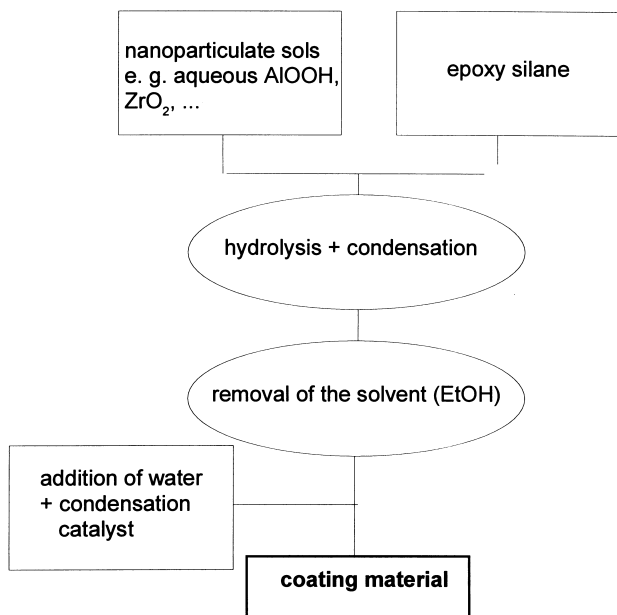 nanoparticulate sols
e. g. aqueous AlOOH,
ZrO₂, ...
epoxy silane
hydrolysis + condensation
removal of the solvent (EtOH)
addition of water
+ condensation
catalyst
coating material